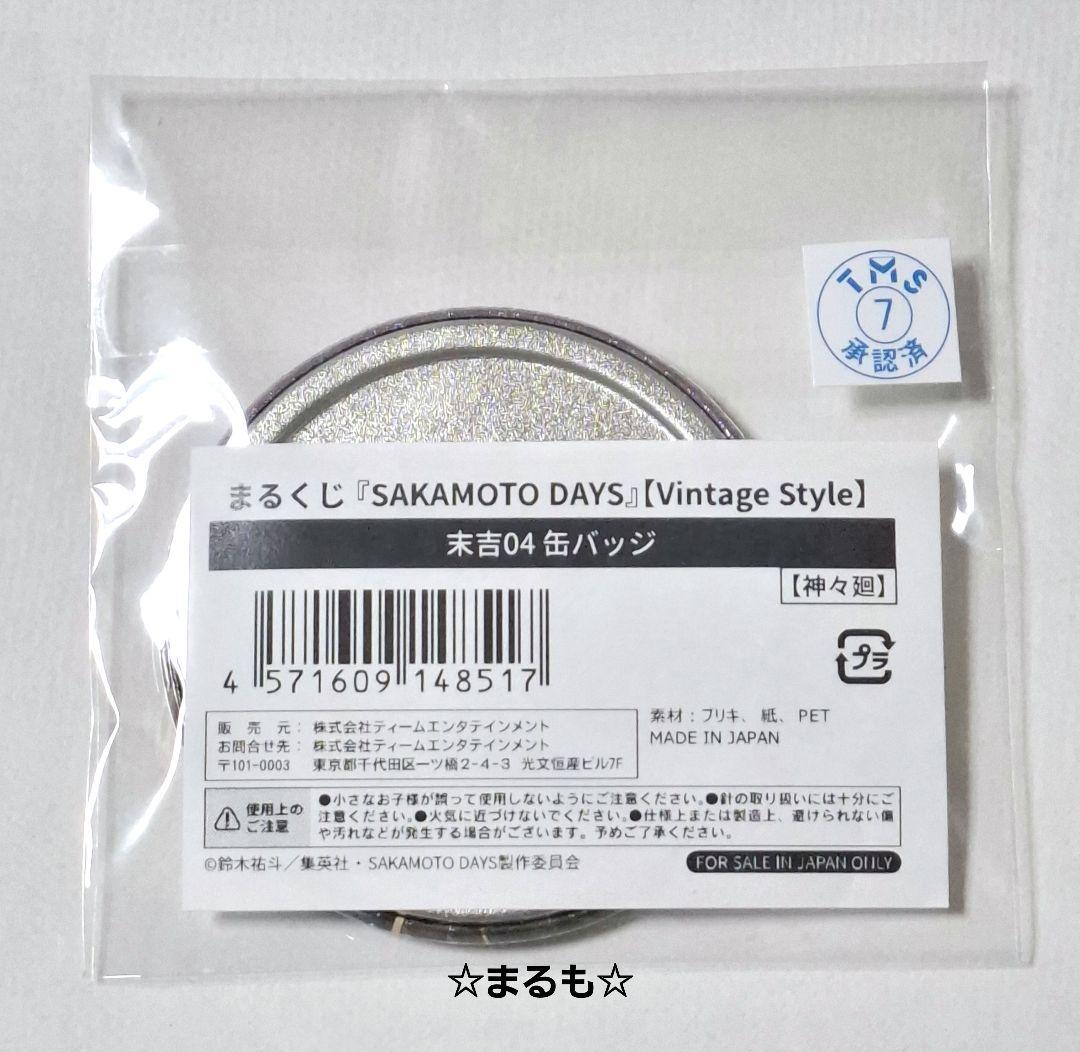 TMS
7
承認済
まるくじ『SAKAMOTO DAYS』【Vintage Style】
末吉04 缶バッジ
【神々廻】
4 571609 148517
プラ
販売元： 株式会社ティームエンタテインメント
お問合せ先： 株式会社ティームエンタテインメント
〒101-0003 東京都千代田区一ツ橋2-4-3 光文恒産ビル7F
素材：ブリキ、紙、PET
MADE IN JAPAN
使用上の
ご注意
●小さなお子様が誤って使用しないようにご注意ください。●針の取り扱いには十分にご
注意ください。●火気に近づけないでください。●仕様上または製造上、避けられない傷
や汚れなどが発生する場合がございます。予めご了承ください。
©鈴木祐斗／集英社・SAKAMOTO DAYS製作委員会
FOR SALE IN JAPAN ONLY
☆まるも☆